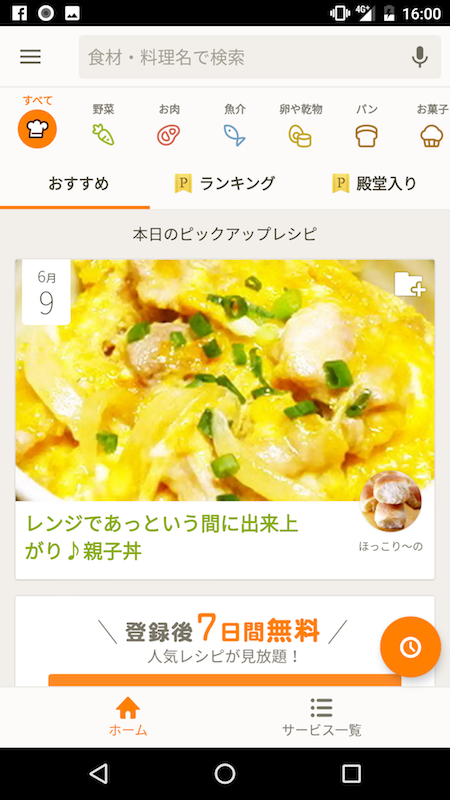 4G
16:00
食材・料理名で検索
すべて
野菜
お肉
魚介
卵や乾物
パン
お菓子
おすすめ
P ランキング
P 殿堂入り
本日のピックアップレシピ
6月
9
レンジであっという間に出来上
がり♪親子丼
ほっこり〜の
登録後7日間無料
人気レシピが見放題！
ホーム
サービス一覧